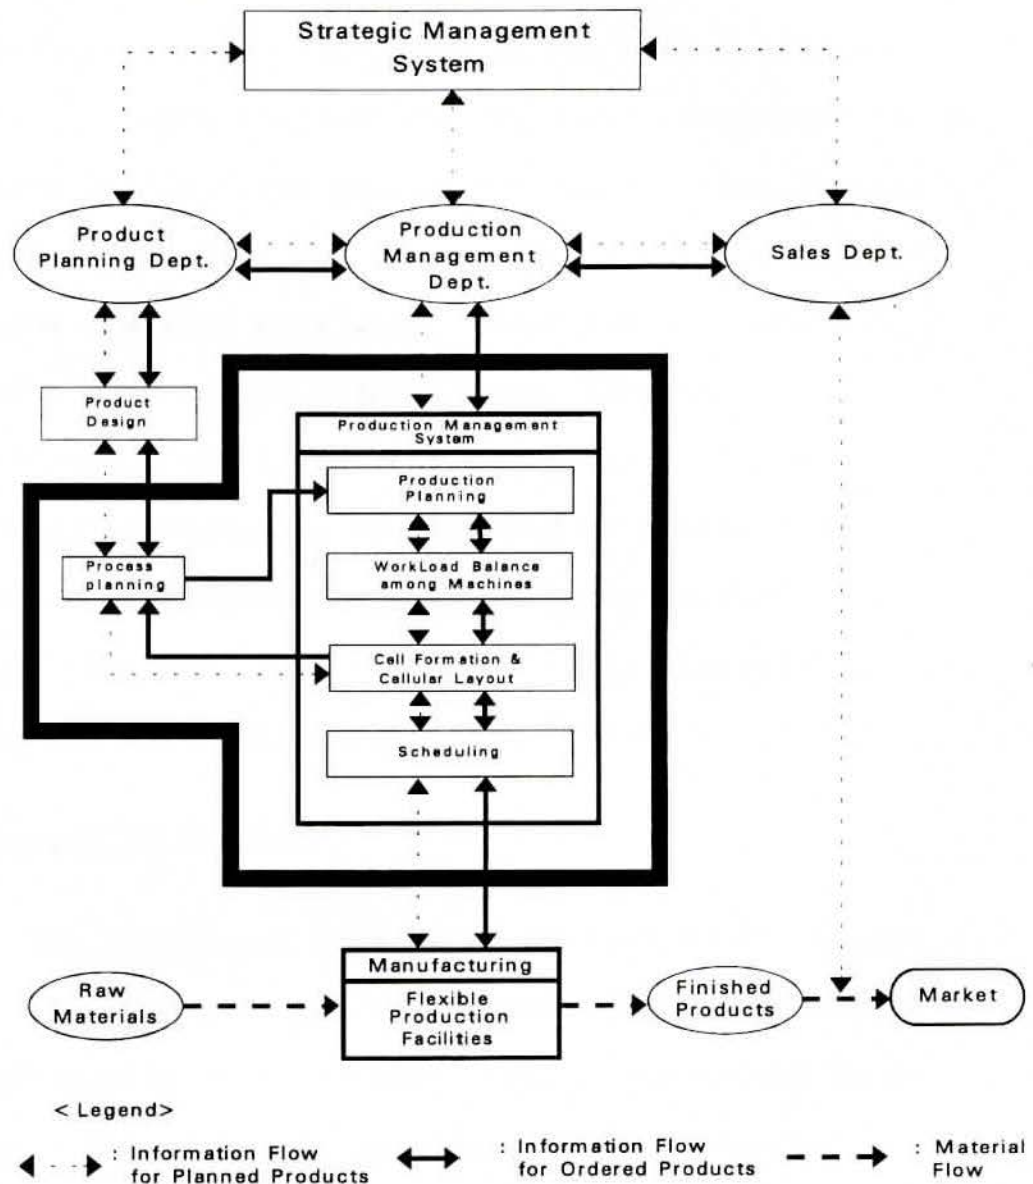 Strategic Management
System
Product
Planning Dept.
Production
Management
Dept.
Sales Dept.
Product
Design
Production Management
System
Production
Planning
Process
planning
WorkLoad Balance
among Machines
Cell Formation &
Cellular Layout
Scheduling
Manufacturing
Flexible
Production
Facilities
Raw
Materials
Finished
Products
Market
< Legend>
: Information Flow
for Planned Products
: Information Flow
for Ordered Products
: Material
Flow